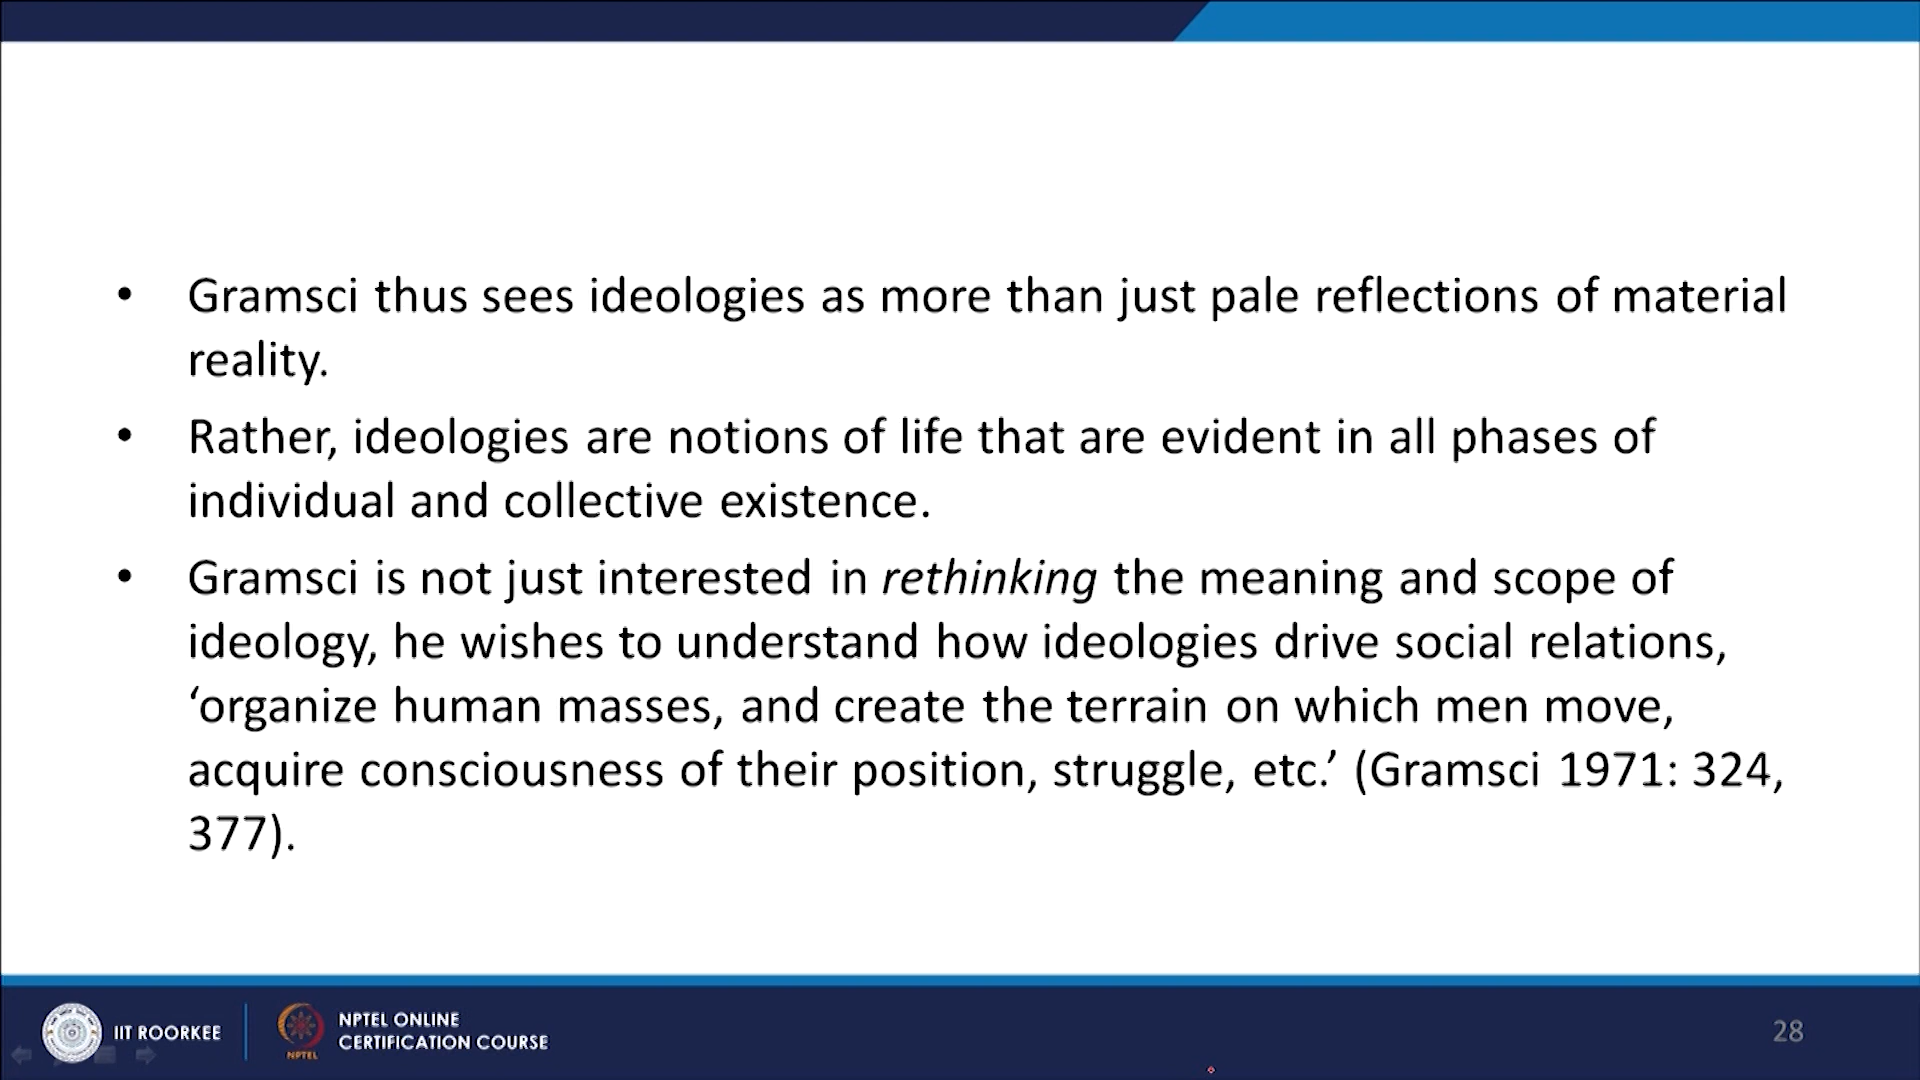 • Gramsci thus sees ideologies as more than just pale reflections of material
reality.
• Rather, ideologies are notions of life that are evident in all phases of
individual and collective existence.
• Gramsci is not just interested in rethinking the meaning and scope of
ideology, he wishes to understand how ideologies drive social relations,
‘organize human masses, and create the terrain on which men move,
acquire consciousness of their position, struggle, etc.’ (Gramsci 1971: 324,
377).
IIT ROORKEE
NPTEL
NPTEL ONLINE
CERTIFICATION COURSE
28